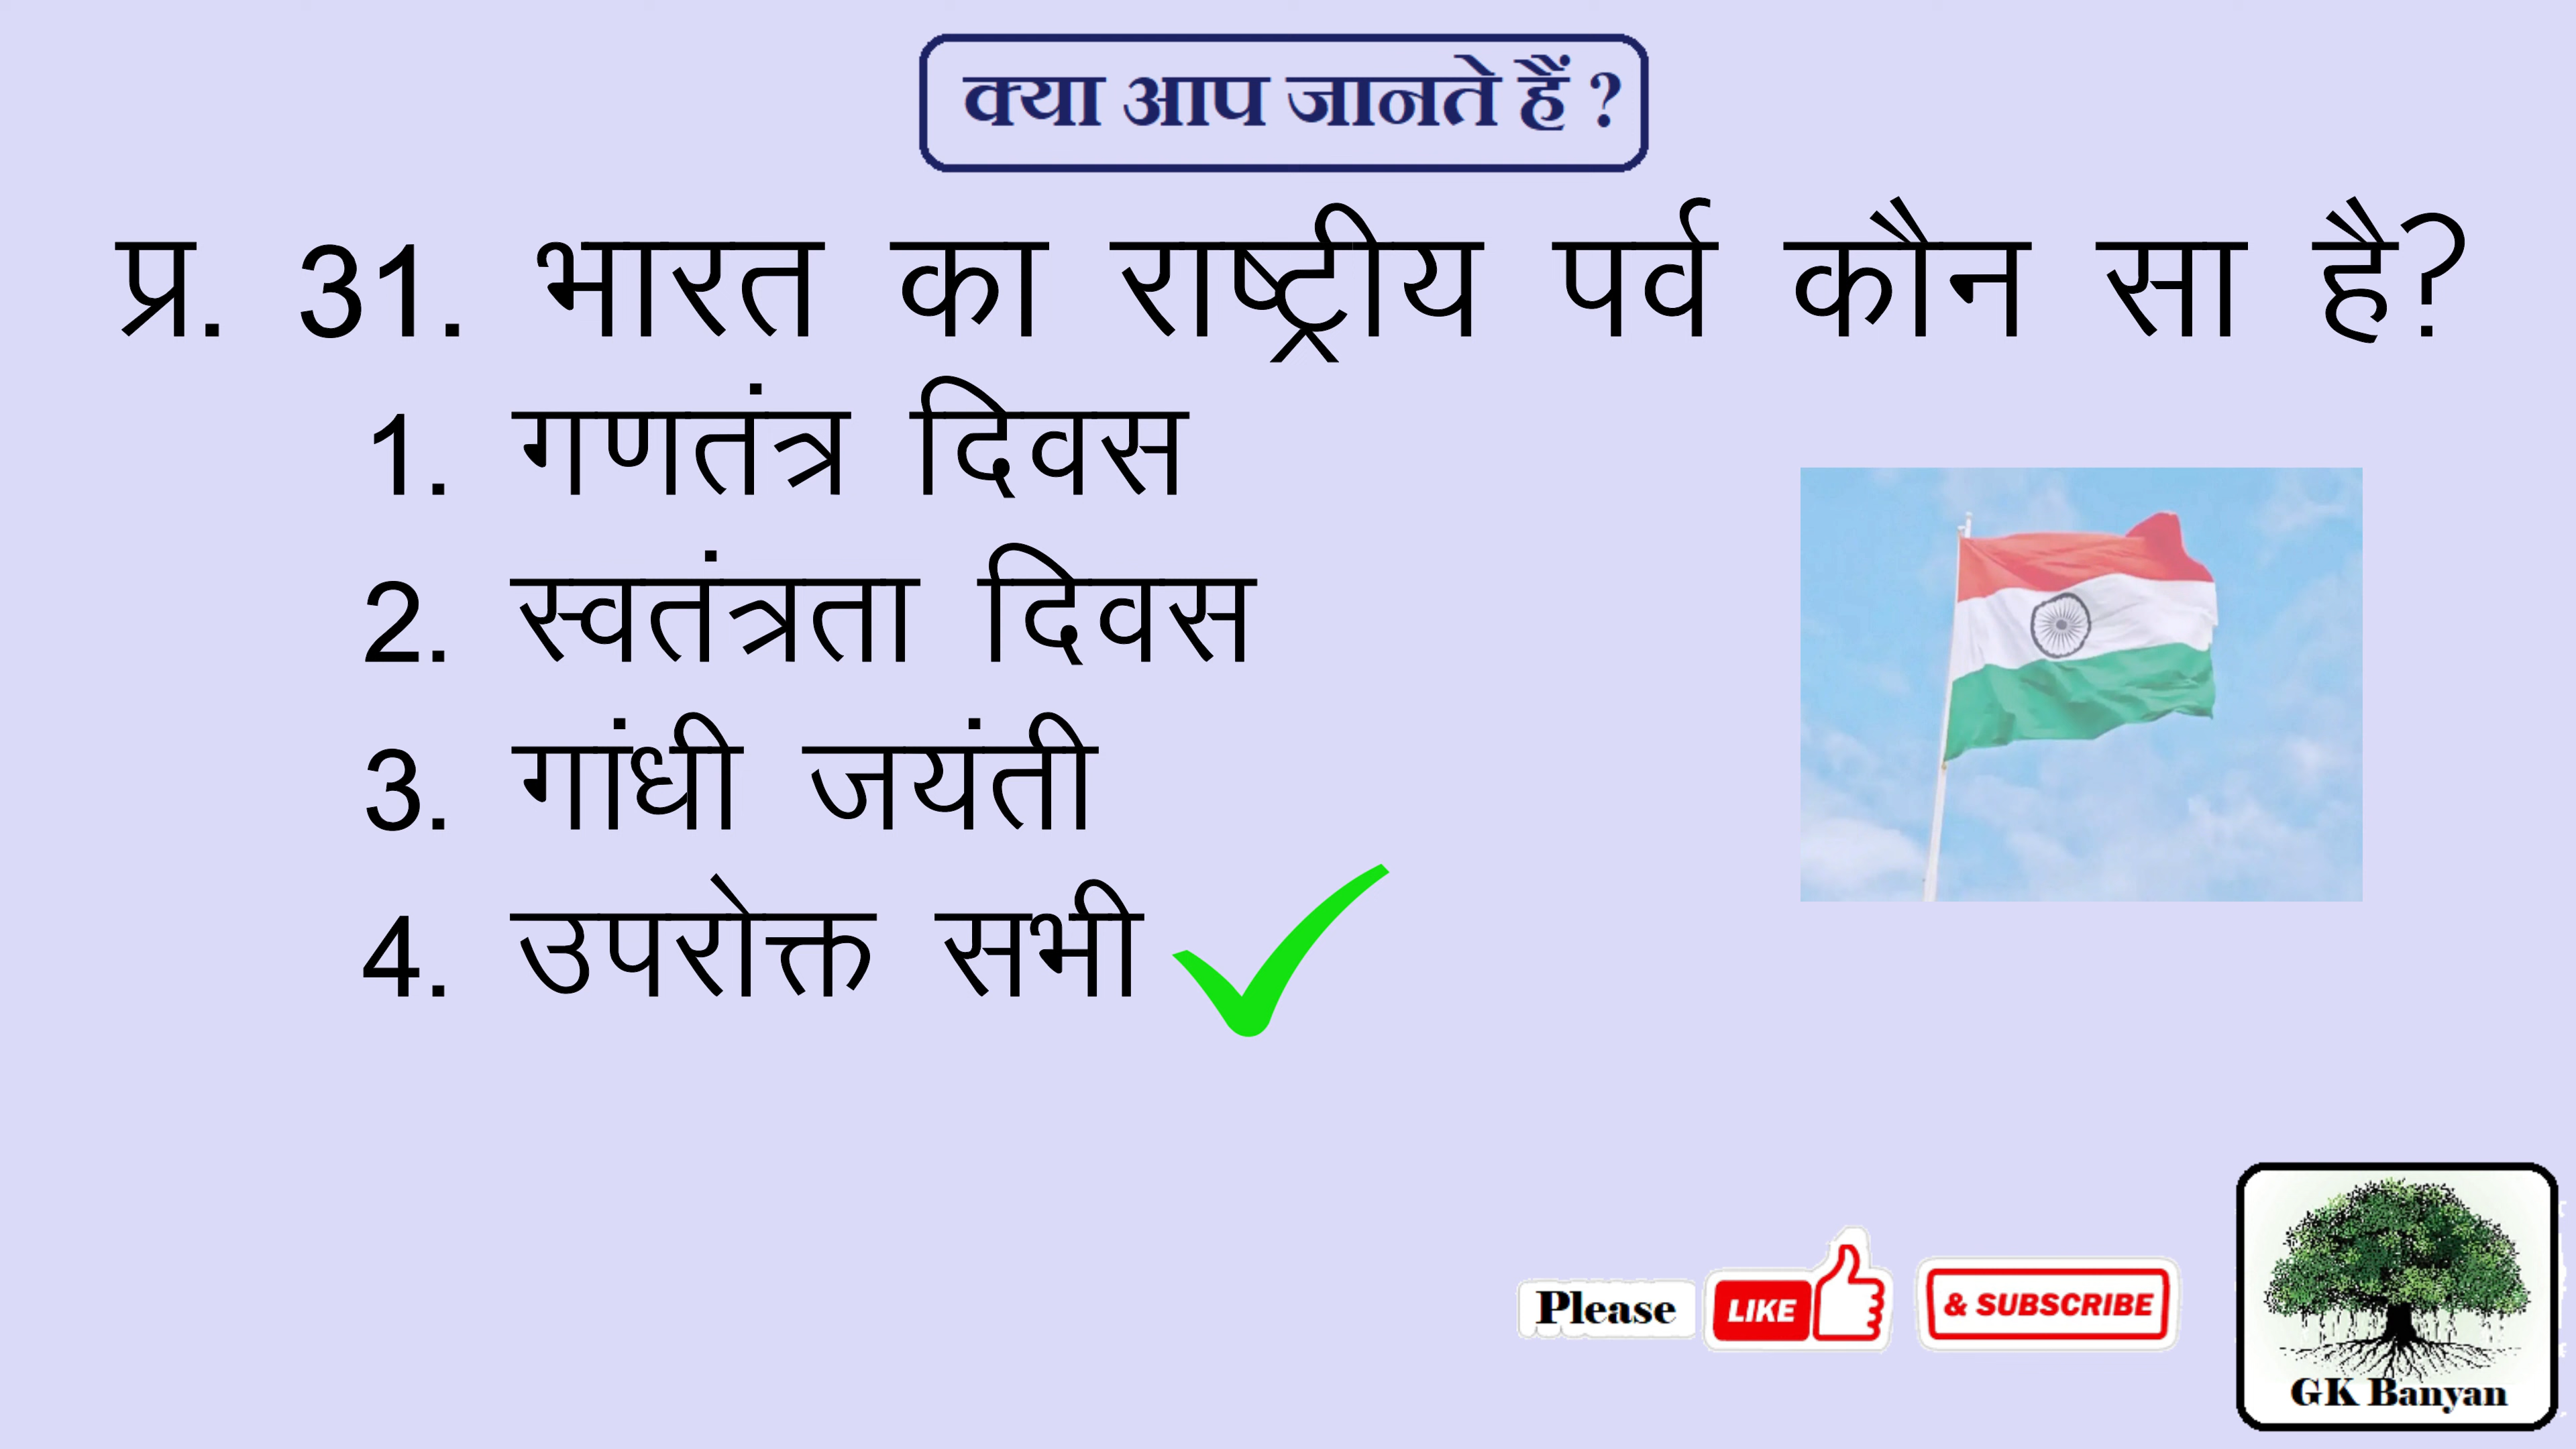 क्या आप जानते हैं ?
प्र. 31. भारत का राष्ट्रीय पर्व कौन सा है?
1. गणतंत्र दिवस
2. स्वतंत्रता दिवस
3. गांधी जयंती
4. उपरोक्त सभी
Please LIKE & SUBSCRIBE
GK Banyan